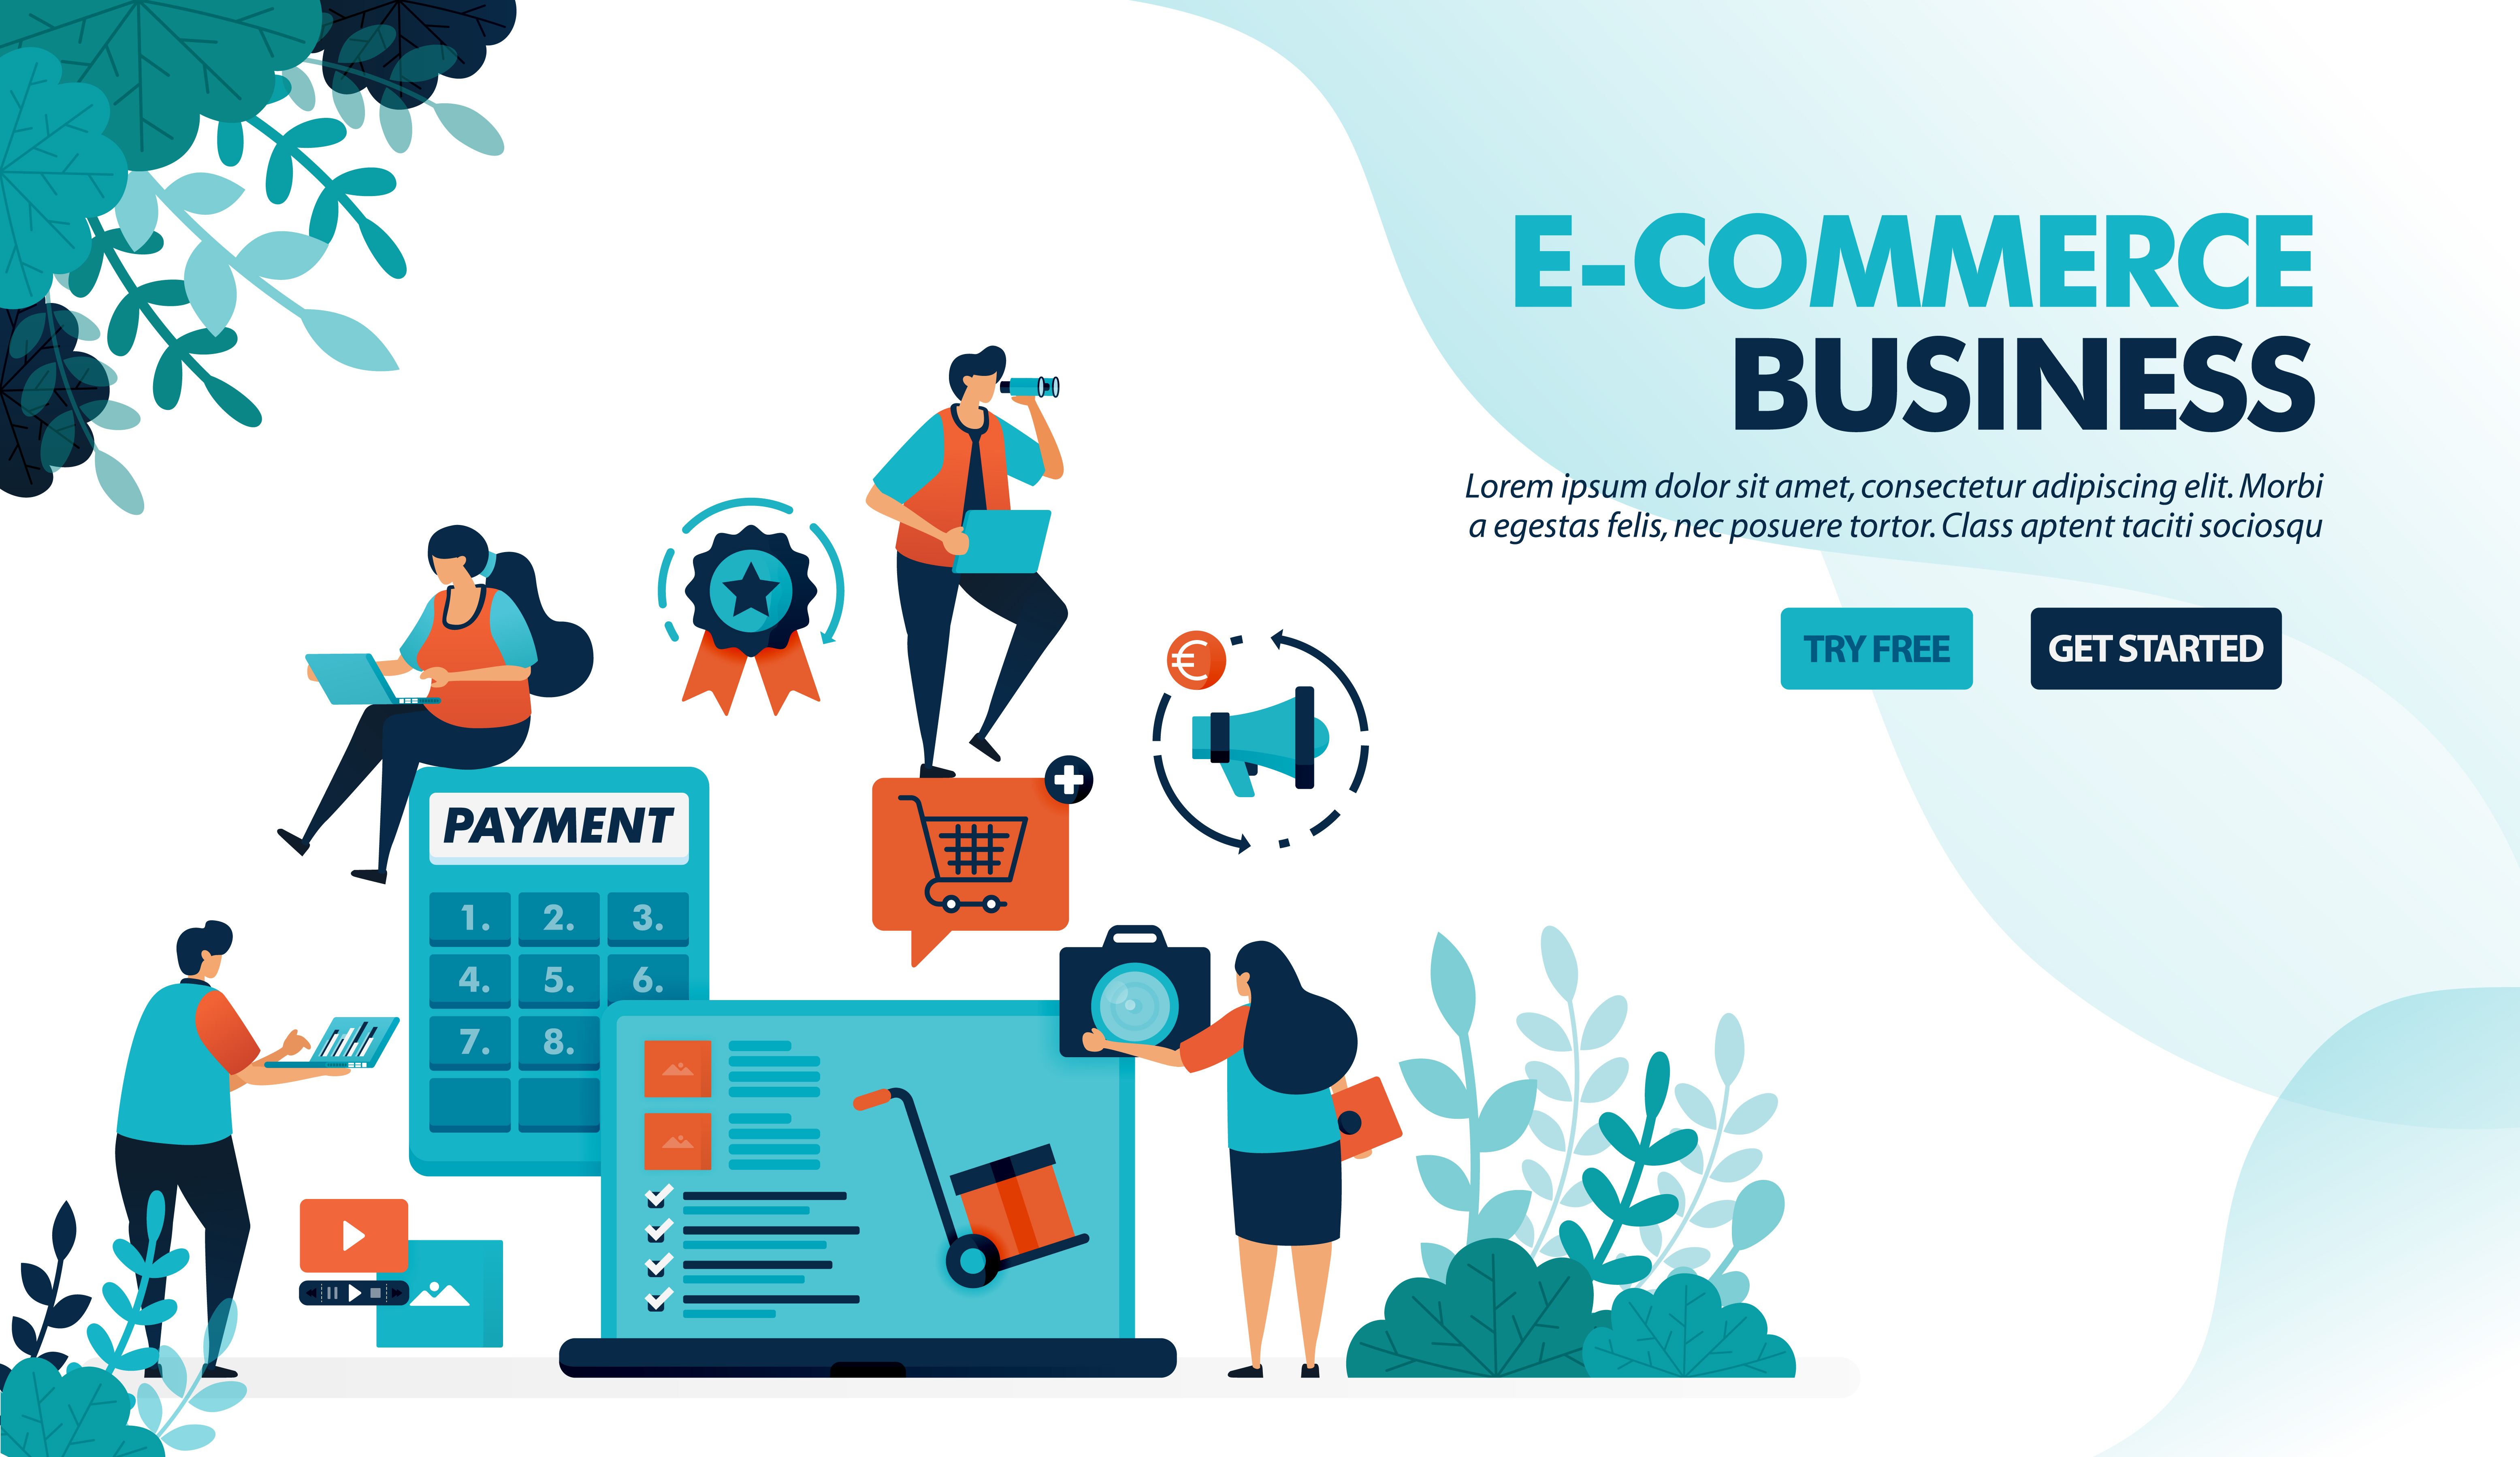 E-COMMERCE
BUSINESS
Lorem ipsum dolor sit amet, consectetur adipiscing elit. Morbi
a egestas felis, nec posuere tortor. Class aptent taciti sociosqu
TRY FREE
GET STARTED
€
PAYMENT
1. 2. 3.
4. 5. 6.
7. 8.